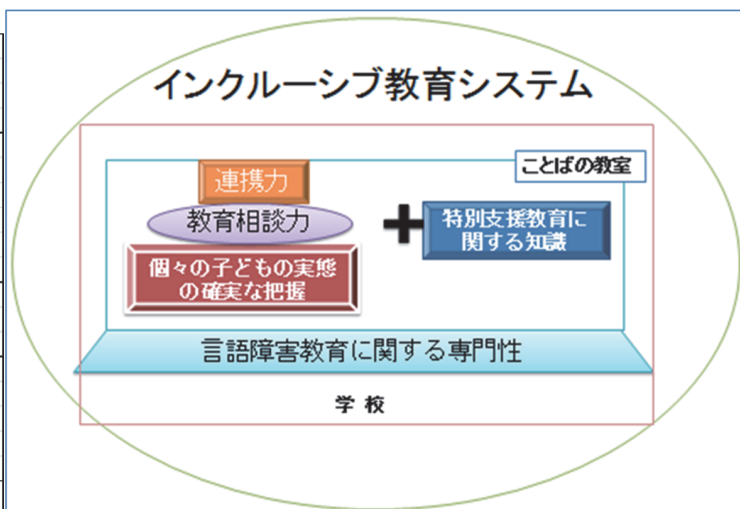 インクルーシブ教育システム
ことばの教室
連携力
教育相談力
個々の子どもの実態
の確実な把握
+
特別支援教育に
関する知識
言語障害教育に関する専門性
学 校